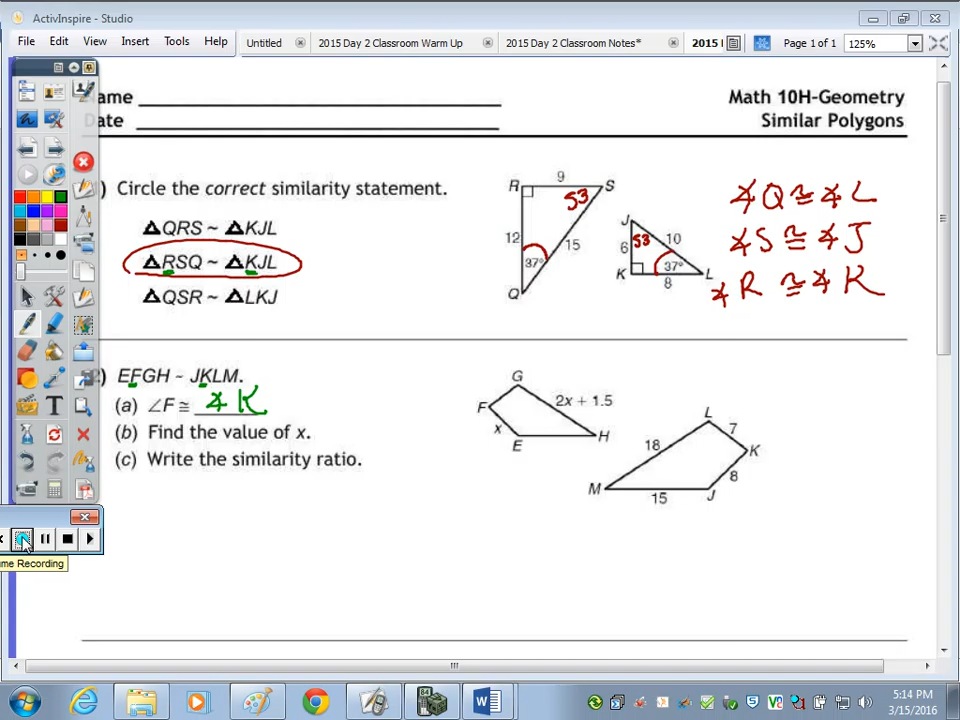 ActivInspire - Studio
File Edit View Insert Tools Help
Untitled 2015 Day 2 Classroom Warm Up 2015 Day 2 Classroom Notes* 2015 Page 1 of 1 125%
ame
Date
Math 10H-Geometry
Similar Polygons
) Circle the correct similarity statement.
▲QRS ~ ▲KJL
▲RSQ ~ ▲KJL
▲QSR ~ ▲LKJ
R 9 S
53
12 15
37°
Q
J
6 53 10
K 37° L
8
∡Q ≅ ∡L
∡S ≅ ∡J
∡R ≅ ∡K
) EFGH ~ JKLM.
(a) ∠F ≅ ∡K
(b) Find the value of x.
(c) Write the similarity ratio.
G
F 2x + 1.5
x
E H
L
18 7
K
8
M 15 J
me Recording
84
5:14 PM
3/15/2016